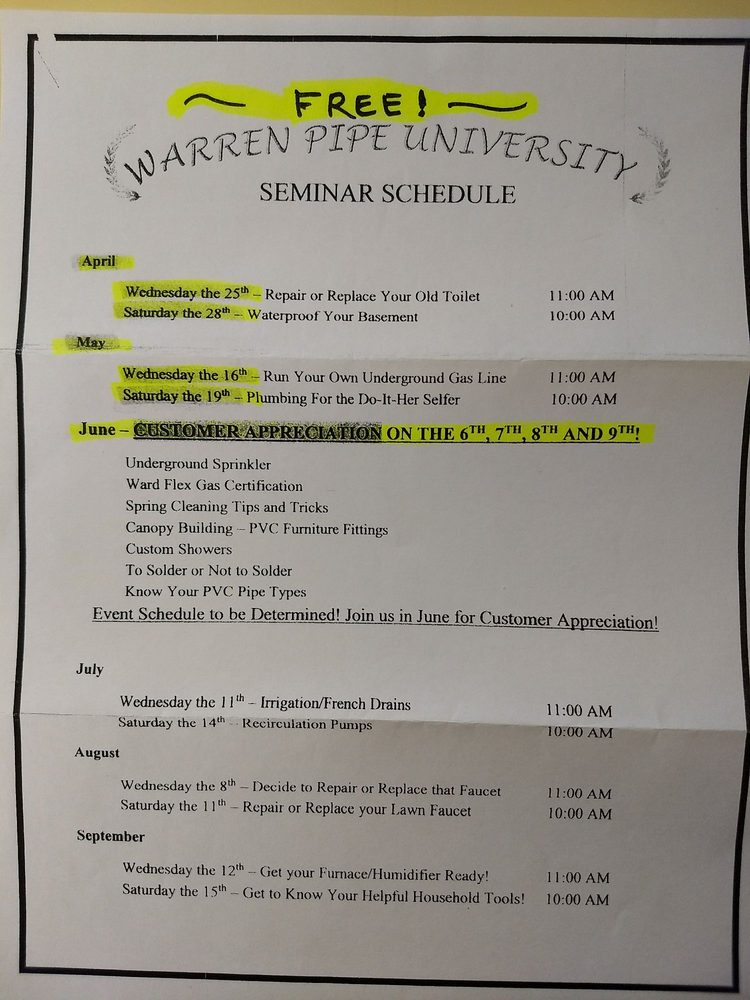 ~ FREE! ~
WARREN PIPE UNIVERSITY
SEMINAR SCHEDULE
April
Wednesday the 25th – Repair or Replace Your Old Toilet 11:00 AM
Saturday the 28th – Waterproof Your Basement 10:00 AM
May
Wednesday the 16th – Run Your Own Underground Gas Line 11:00 AM
Saturday the 19th – Plumbing For the Do-It-Her Selfer 10:00 AM
June – CUSTOMER APPRECIATION ON THE 6TH, 7TH, 8TH AND 9TH!
Underground Sprinkler
Ward Flex Gas Certification
Spring Cleaning Tips and Tricks
Canopy Building – PVC Furniture Fittings
Custom Showers
To Solder or Not to Solder
Know Your PVC Pipe Types
Event Schedule to be Determined! Join us in June for Customer Appreciation!
July
Wednesday the 11th – Irrigation/French Drains 11:00 AM
Saturday the 14th – Recirculation Pumps 10:00 AM
August
Wednesday the 8th – Decide to Repair or Replace that Faucet 11:00 AM
Saturday the 11th – Repair or Replace your Lawn Faucet 10:00 AM
September
Wednesday the 12th – Get your Furnace/Humidifier Ready! 11:00 AM
Saturday the 15th – Get to Know Your Helpful Household Tools! 10:00 AM